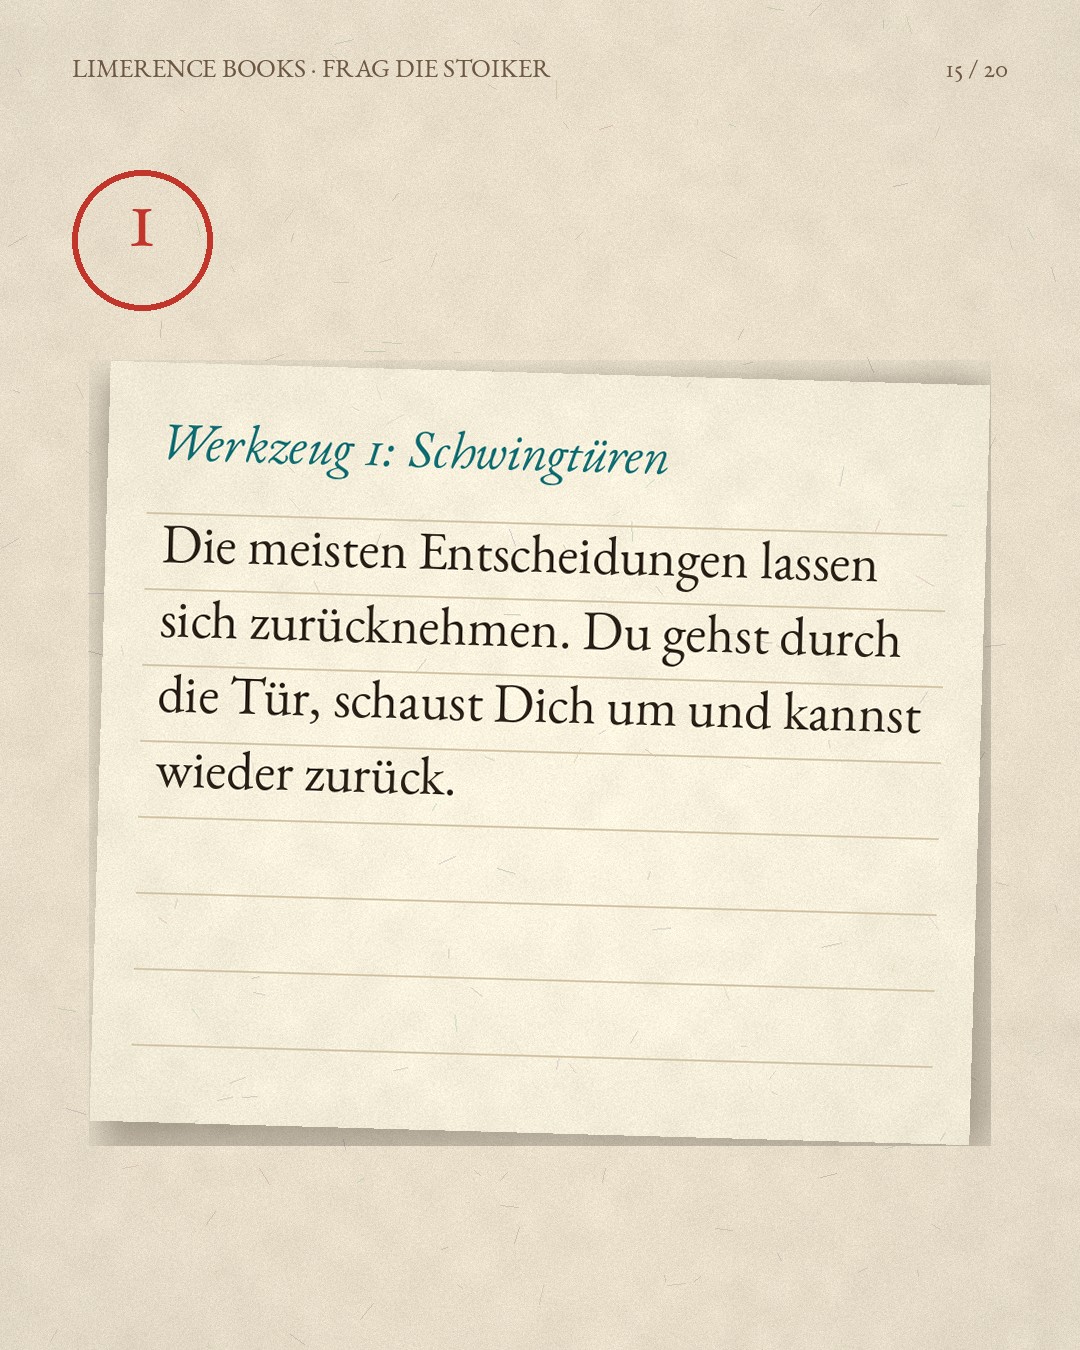 LIMERENCE BOOKS · FRAG DIE STOIKER
15 / 20
1
Werkzeug 1: Schwingtüren
Die meisten Entscheidungen lassen
sich zurücknehmen. Du gehst durch
die Tür, schaust Dich um und kannst
wieder zurück.